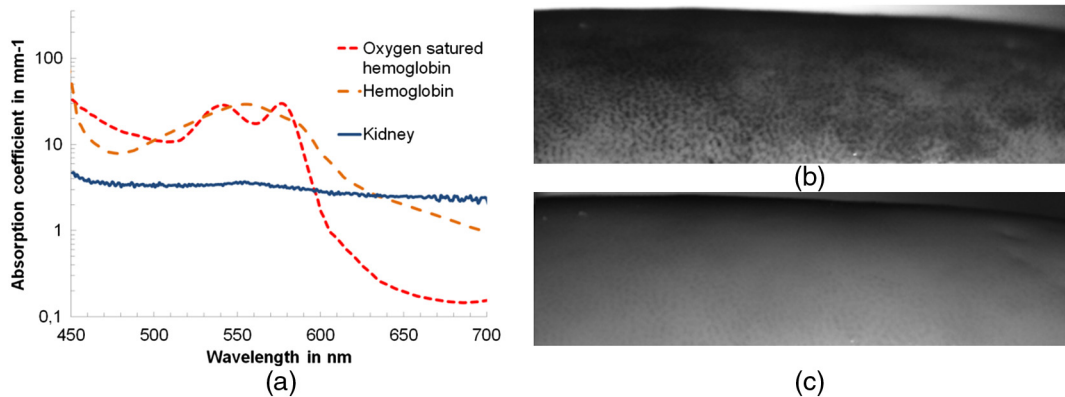 Absorption coefficient in mm-1
100
10
1
0,1
450
500
550
600
650
700
Wavelength in nm
Oxygen satured
hemoglobin
Hemoglobin
Kidney
(a)
(b)
(c)